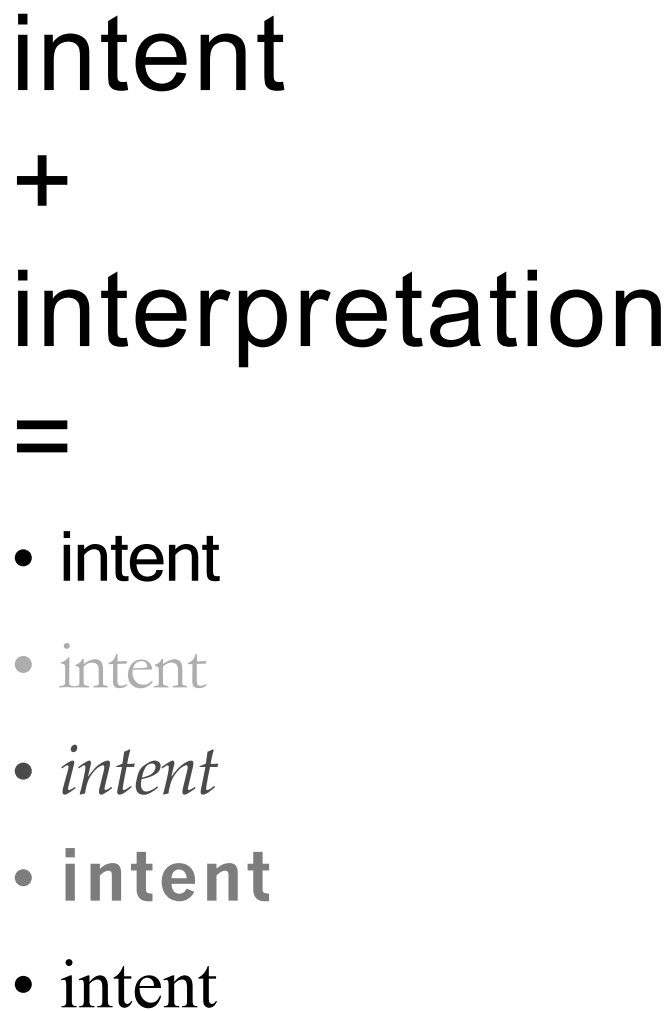 intent
+
interpretation
=
• intent
• intent
• intent
• intent
• intent